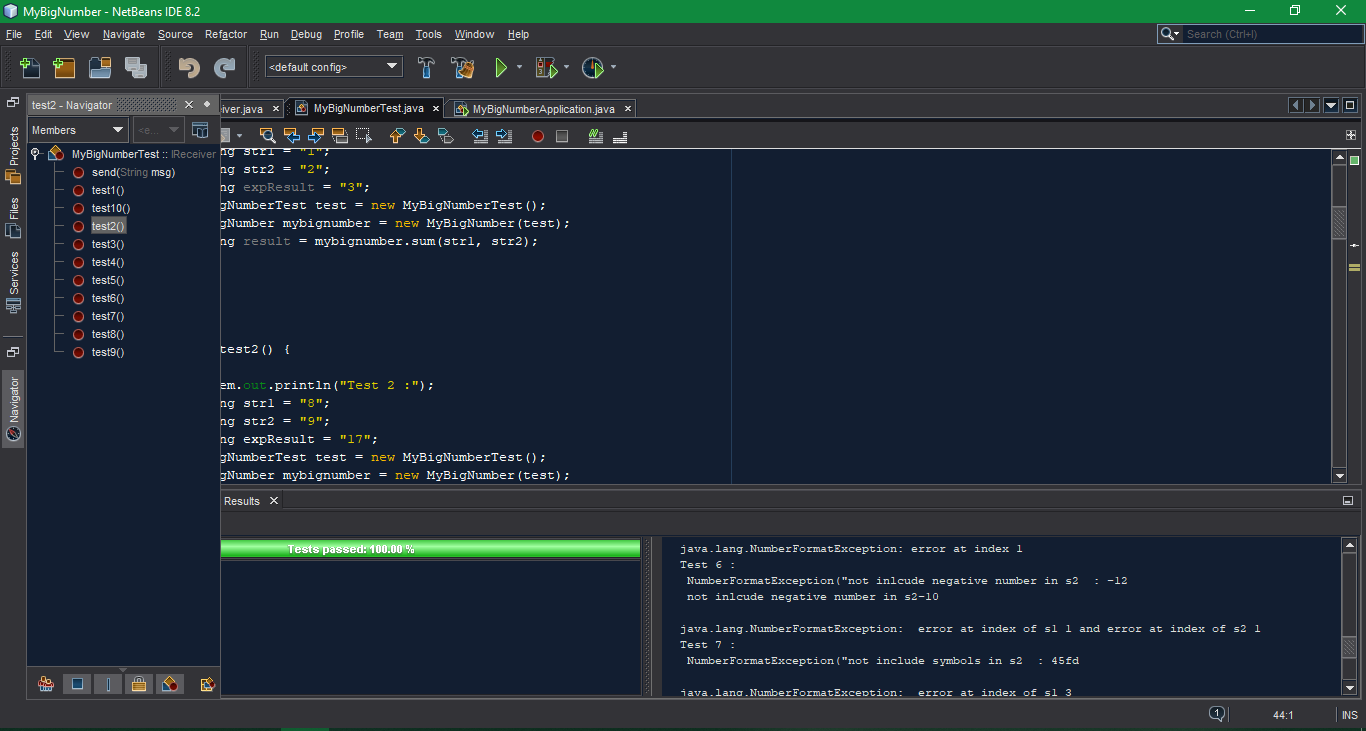 MyBigNumber - NetBeans IDE 8.2
File Edit View Navigate Source Refactor Run Debug Profile Team Tools Window Help
Search (Ctrl+I)
<default config>
test2 - Navigator
iver.java
MyBigNumberTest.java
MyBigNumberApplication.java
Members
<e...
Projects
Files
Services
Navigator
MyBigNumberTest :: IReceiver
send(String msg)
test1()
test10()
test2()
test3()
test4()
test5()
test6()
test7()
test8()
test9()
ng str1 = "1";
ng str2 = "2";
ng expResult = "3";
gNumberTest test = new MyBigNumberTest();
gNumber mybignumber = new MyBigNumber(test);
ng result = mybignumber.sum(str1, str2);
test2() {
em.out.println("Test 2 :");
ng str1 = "8";
ng str2 = "9";
ng expResult = "17";
gNumberTest test = new MyBigNumberTest();
gNumber mybignumber = new MyBigNumber(test);
Results
Tests passed: 100.00 %
java.lang.NumberFormatException: error at index 1
Test 6 :
NumberFormatException("not inlcude negative number in s2  : -12
not inlcude negative number in s2-10
java.lang.NumberFormatException:  error at index of s1 1 and error at index of s2 1
Test 7 :
NumberFormatException("not include symbols in s2  : 45fd
java.lang.NumberFormatException:  error at index of s1 3
1
44:1
INS